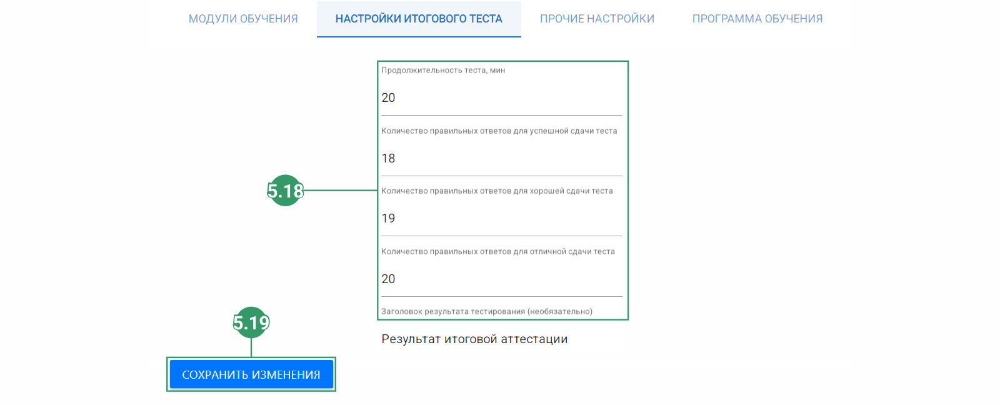 МОДУЛИ ОБУЧЕНИЯ НАСТРОЙКИ ИТОГОВОГО ТЕСТА ПРОЧИЕ НАСТРОЙКИ ПРОГРАММА ОБУЧЕНИЯ
Продолжительность теста, мин
20
Количество правильных ответов для успешной сдачи теста
18
5.18
Количество правильных ответов для хорошей сдачи теста
19
Количество правильных ответов для отличной сдачи теста
20
Заголовок результата тестирования (необязательно)
Результат итоговой аттестации
5.19
СОХРАНИТЬ ИЗМЕНЕНИЯ